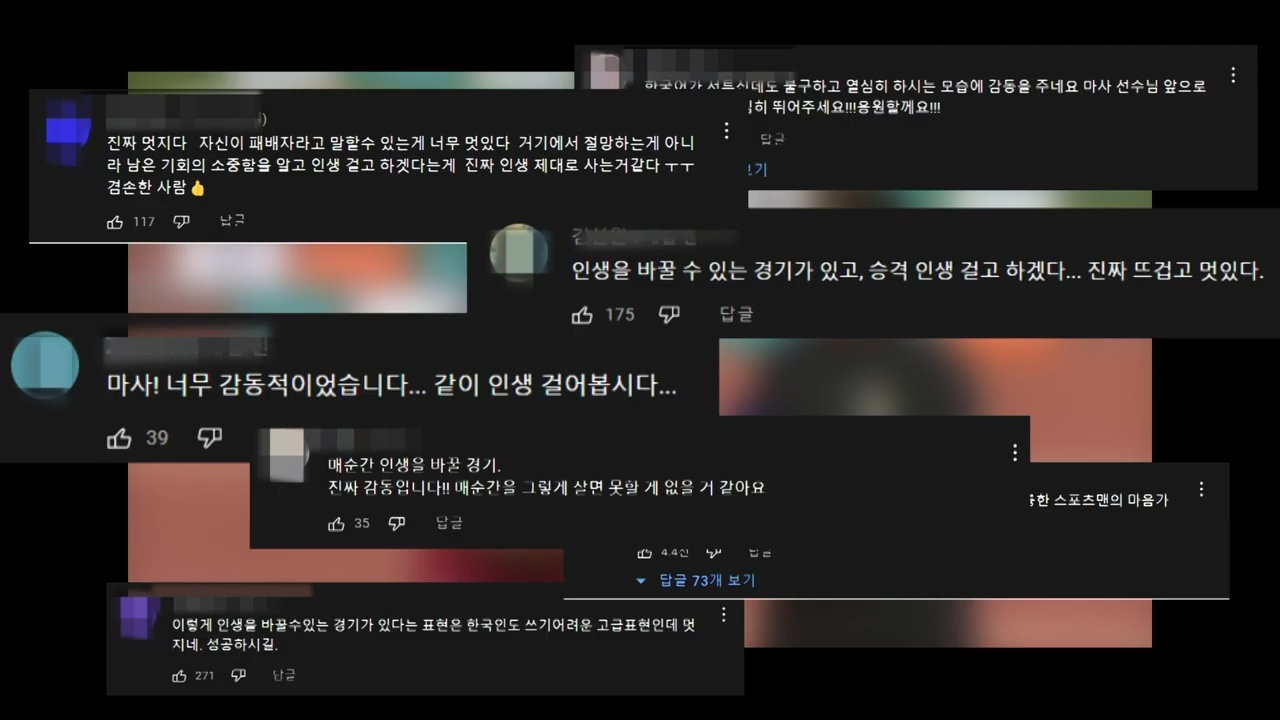 한국어가 서투신데도 불구하고 열심히 하시는 모습에 감동을 주네요 마사 선수님 앞으로
히 뛰어주세요!!!응원할께요!!!
답글
보기
진짜 멋지다 자신이 패배자라고 말할수 있는게 너무 멋있다 거기에서 절망하는게 아니
라 남은 기회의 소중함을 알고 인생 걸고 하겠다는게 진짜 인생 제대로 사는거같다 ㅜㅜ
겸손한 사람👍
117 답글
인생을 바꿀 수 있는 경기가 있고, 승격 인생 걸고 하겠다... 진짜 뜨겁고 멋있다.
175 답글
마사! 너무 감동적이었습니다... 같이 인생 걸어봅시다...
39
매순간 인생을 바꿀 경기.
진짜 감동입니다!! 매순간을 그렇게 살면 못할 게 없을 거 같아요
35 답글
한 스포츠맨의 마음가
4.4천 답글
답글 73개 보기
이렇게 인생을 바꿀수있는 경기가 있다는 표현은 한국인도 쓰기어려운 고급표현인데 멋
지네. 성공하시길.
271 답글